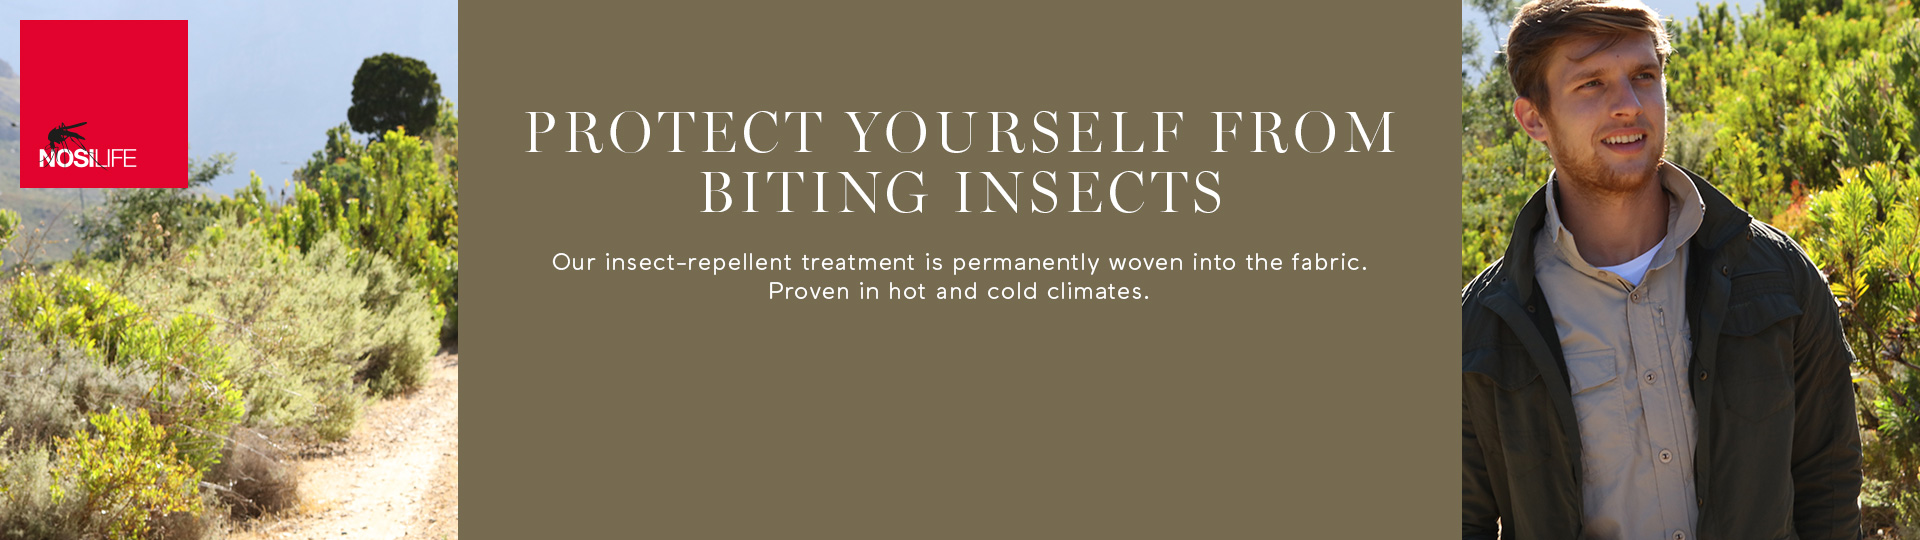 NOSILIFE
PROTECT YOURSELF FROM
BITING INSECTS
Our insect-repellent treatment is permanently woven into the fabric.
Proven in hot and cold climates.